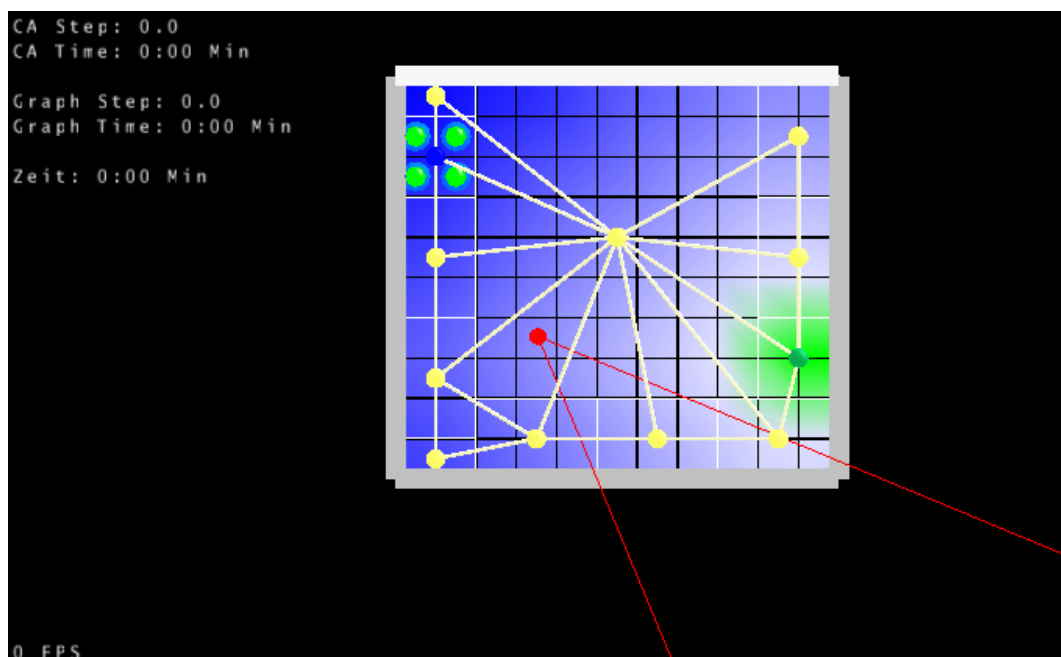 CA Step: 0.0
CA Time: 0:00 Min
Graph Step: 0.0
Graph Time: 0:00 Min
Zeit: 0:00 Min
0 FPS